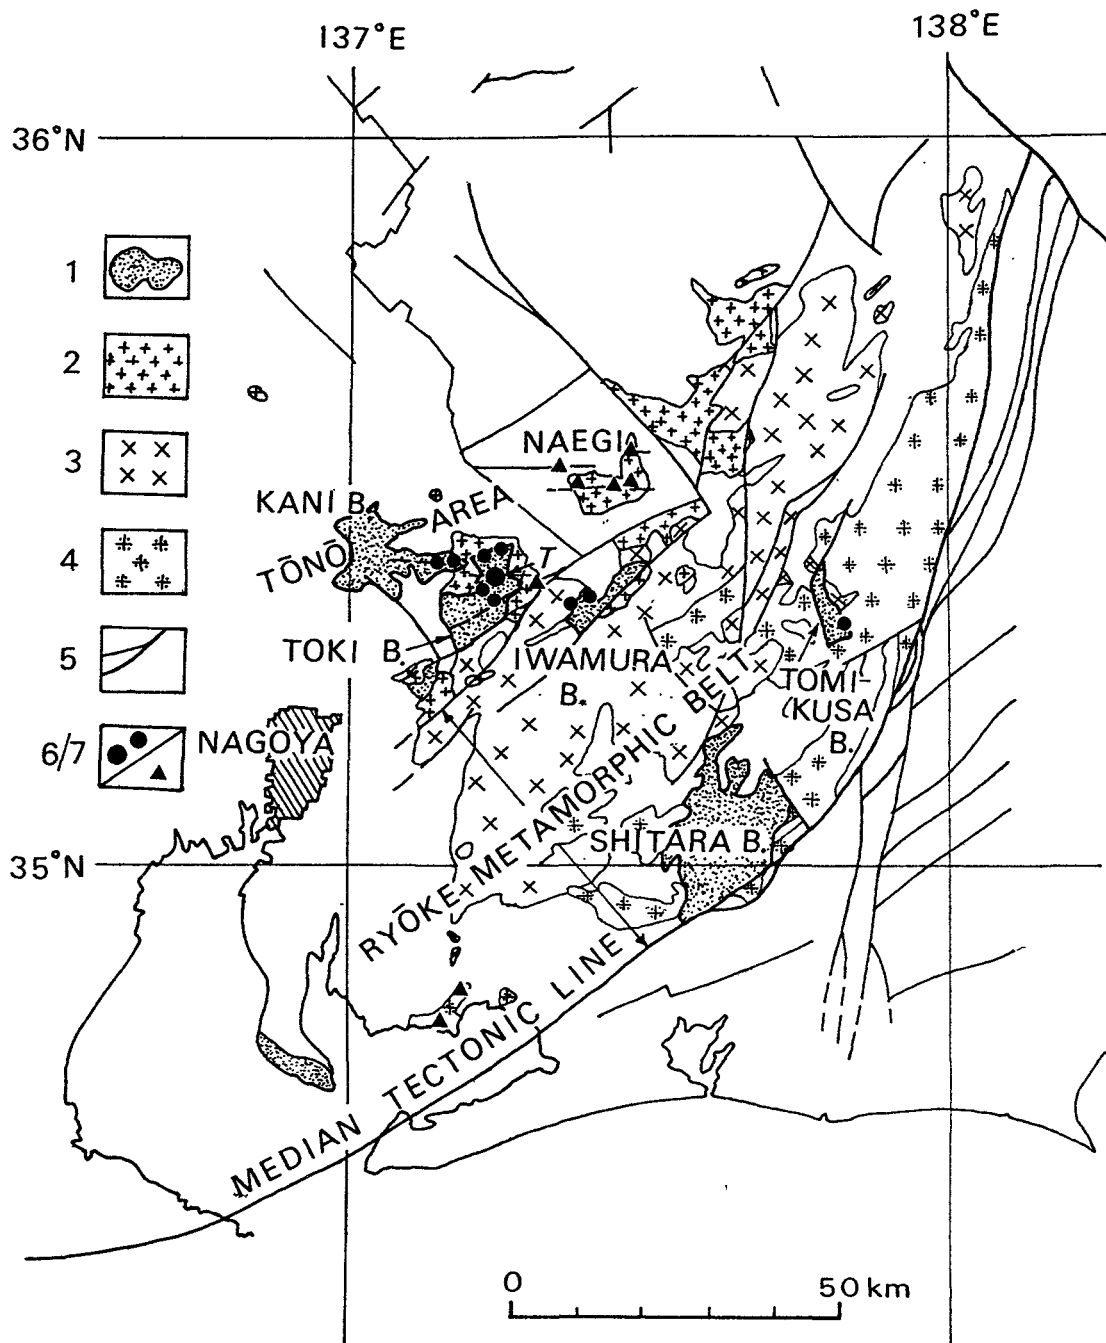 137°E
138°E
36°N
1
2
3
4
5
6/7
NAEGI
KANI B.
AREA
TŌNŌ
T
TOKI B.
IWAMURA
B.
TOMI-
KUSA
B.
NAGOYA
SHITARA B.
35°N
RYŌKE METAMORPHIC BELT
MEDIAN TECTONIC LINE
0 50 km